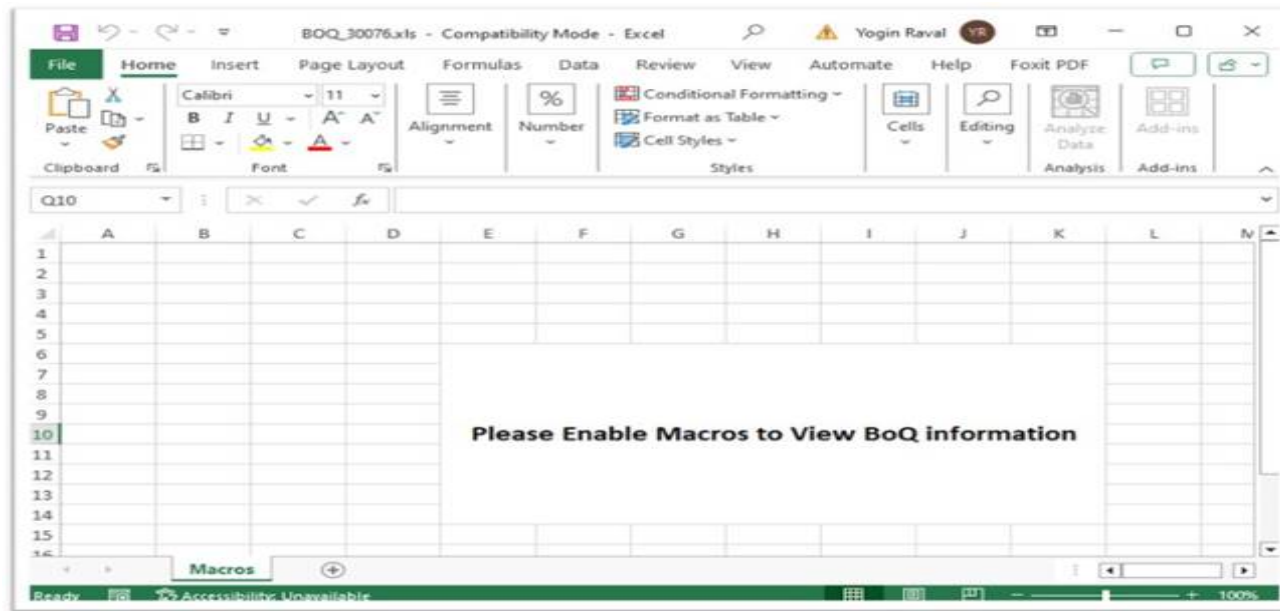 BOQ_30076.xls - Compatibility Mode - Excel Yogin Raval YR
File Home Insert Page Layout Formulas Data Review View Automate Help Foxit PDF
Calibri 11 % Conditional Formatting
Paste B I U A A Alignment Number Format as Table Cells Editing Analyze Data Add-ins
A Cell Styles
Clipboard Font Styles Analysis Add-ins
Q10 fx
A B C D E F G H I J K L
1
2
3
4
5
6
7
8
9
10 Please Enable Macros to View BoQ information
11
12
13
14
15
16
Macros
Ready Accessibility: Unavailable 100%